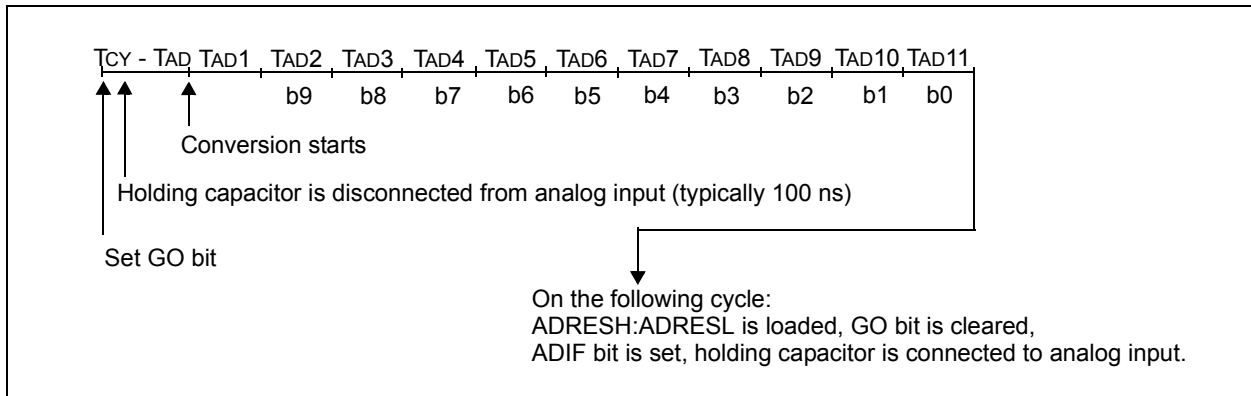 TCY - TAD TAD1 TAD2 TAD3 TAD4 TAD5 TAD6 TAD7 TAD8 TAD9 TAD10 TAD11
b9 b8 b7 b6 b5 b4 b3 b2 b1 b0
Conversion starts
Holding capacitor is disconnected from analog input (typically 100 ns)
Set GO bit
On the following cycle:
ADRESH:ADRESL is loaded, GO bit is cleared,
ADIF bit is set, holding capacitor is connected to analog input.